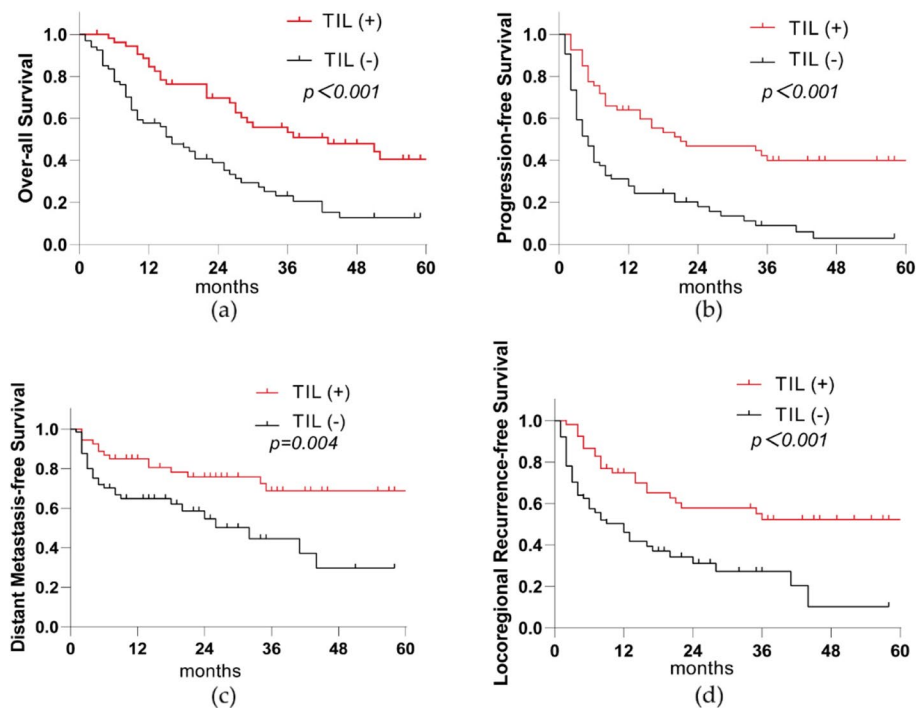 Over-all Survival
1.0
0.8
0.6
0.4
0.2
0.0
TIL (+)
TIL (-)
p<0.001
0 12 24 36 48 60
months
(a)
Progression-free Survival
1.0
0.8
0.6
0.4
0.2
0.0
TIL (+)
TIL (-)
p<0.001
0 12 24 36 48 60
months
(b)
Distant Metastasis-free Survival
1.0
0.8
0.6
0.4
0.2
0.0
TIL (+)
TIL (-)
p=0.004
0 12 24 36 48 60
months
(c)
Locoregional Recurrence-free Survival
1.0
0.8
0.6
0.4
0.2
0.0
TIL (+)
TIL (-)
p<0.001
0 12 24 36 48 60
months
(d)